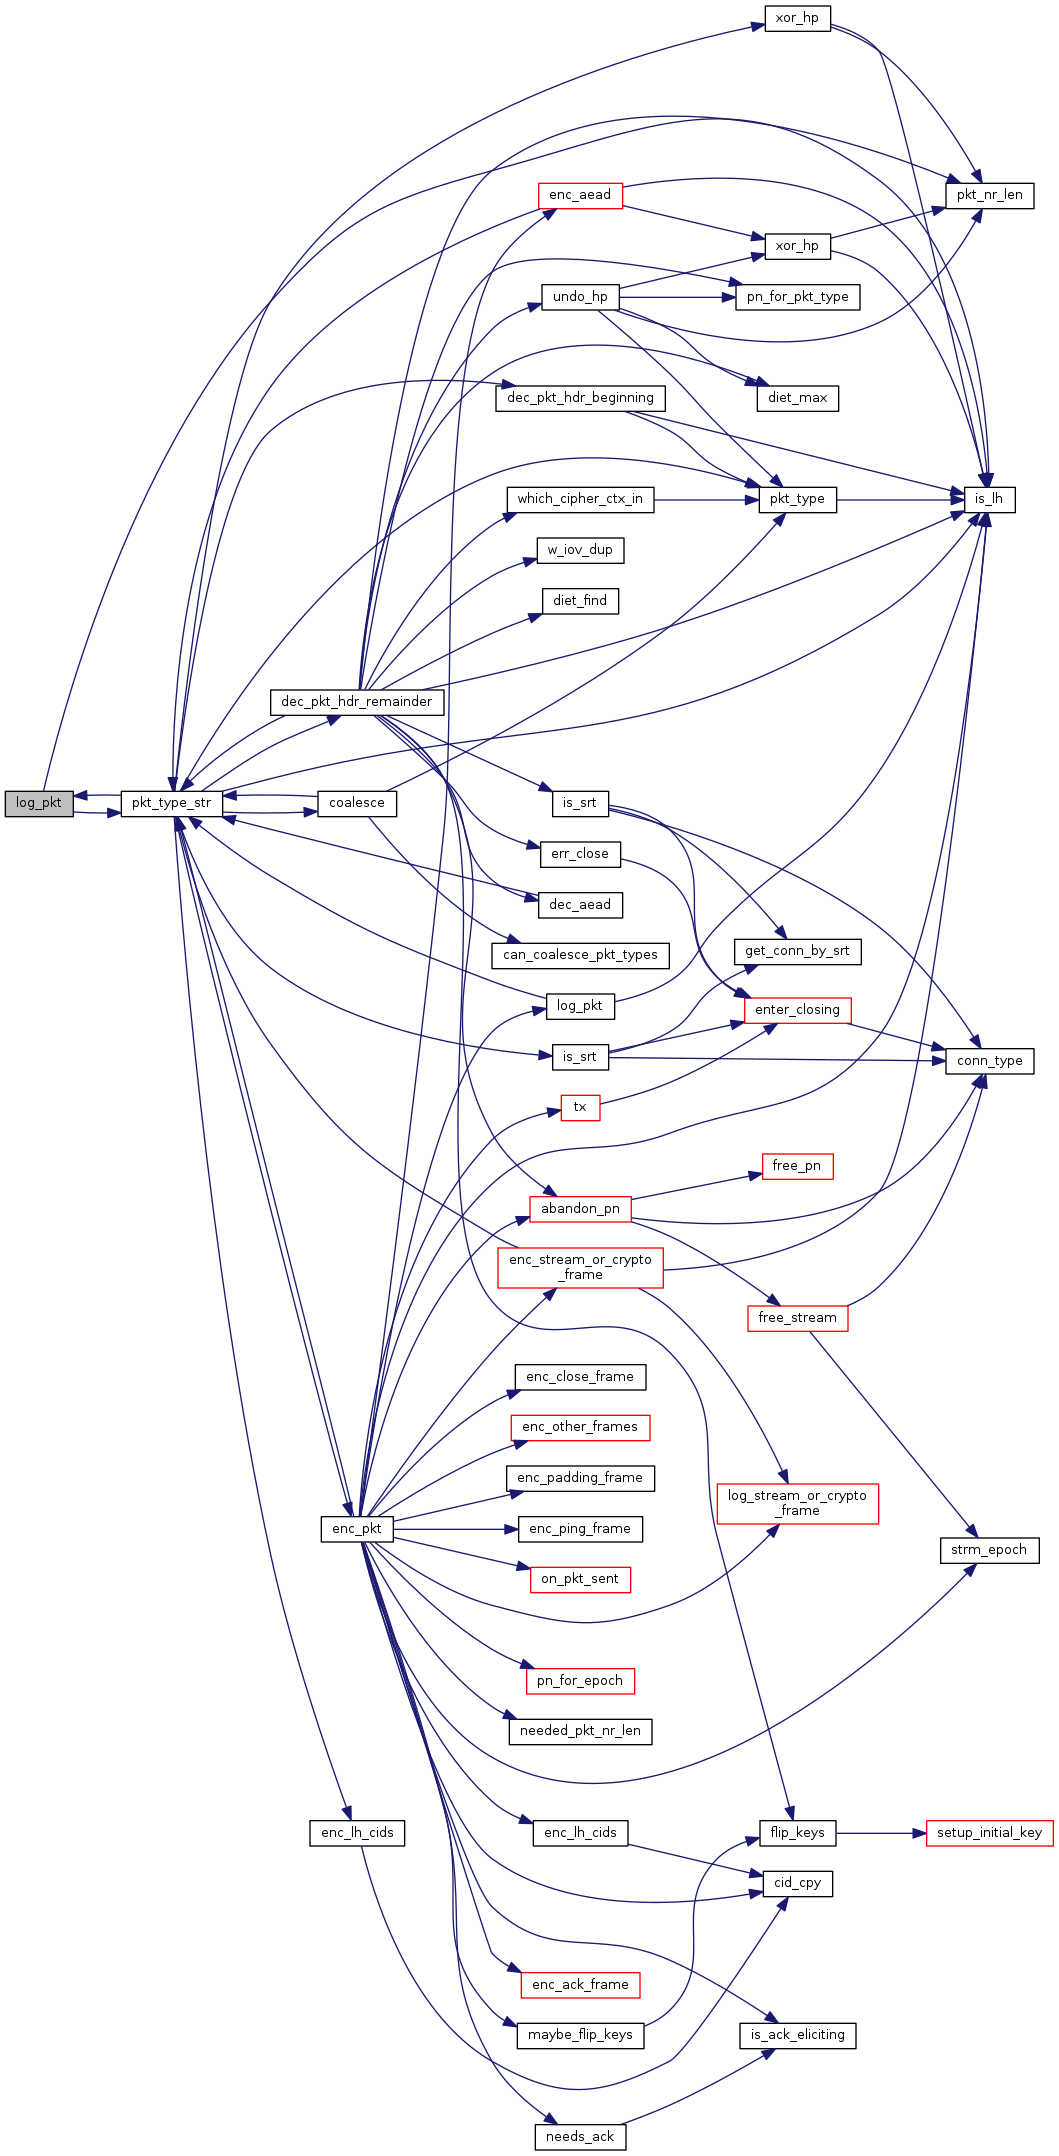 xor_hp
pkt_nr_len
enc_aead
xor_hp
undo_hp
pn_for_pkt_type
dec_pkt_hdr_beginning
diet_max
which_cipher_ctx_in
pkt_type
is_lh
w_iov_dup
diet_find
dec_pkt_hdr_remainder
log_pkt
pkt_type_str
coalesce
is_srt
err_close
dec_aead
can_coalesce_pkt_types
get_conn_by_srt
log_pkt
enter_closing
is_srt
conn_type
tx
free_pn
abandon_pn
enc_stream_or_crypto
_frame
free_stream
enc_close_frame
enc_other_frames
enc_padding_frame
log_stream_or_crypto
_frame
enc_pkt
enc_ping_frame
strm_epoch
on_pkt_sent
pn_for_epoch
needed_pkt_nr_len
enc_lh_cids
enc_lh_cids
flip_keys
setup_initial_key
cid_cpy
enc_ack_frame
maybe_flip_keys
is_ack_eliciting
needs_ack